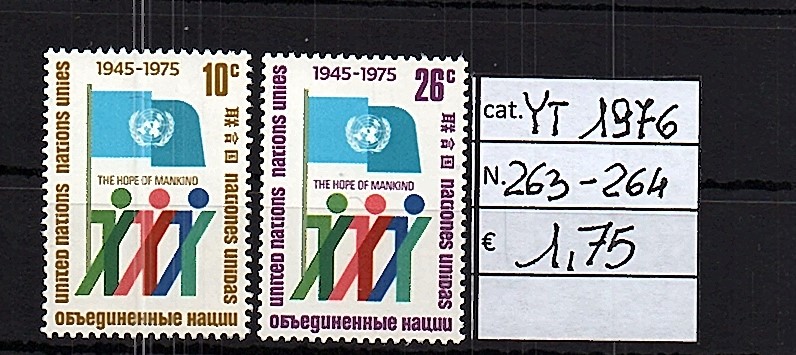 united nations nations unies
1945-1975
10c
THE HOPE OF MANKIND
联合国 naciones unidas
объединенные нации
united nations nations unies
1945-1975
26c
THE HOPE OF MANKIND
联合国 naciones unidas
объединенные нации
cat. YT 1976
N. 263-264
€ 1,75